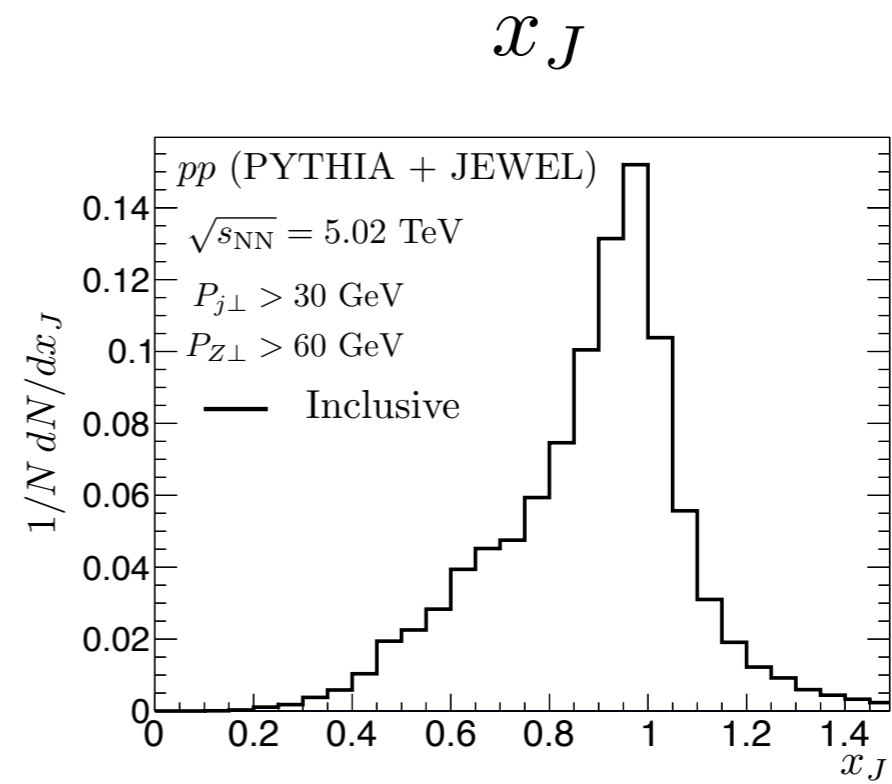 x_J
pp (PYTHIA + JEWEL)
√s_NN = 5.02 TeV
P_{j⊥} > 30 GeV
P_{Z⊥} > 60 GeV
Inclusive
1/N dN/dx_J
0.14
0.12
0.1
0.08
0.06
0.04
0.02
0
0 0.2 0.4 0.6 0.8 1 1.2 1.4
x_J